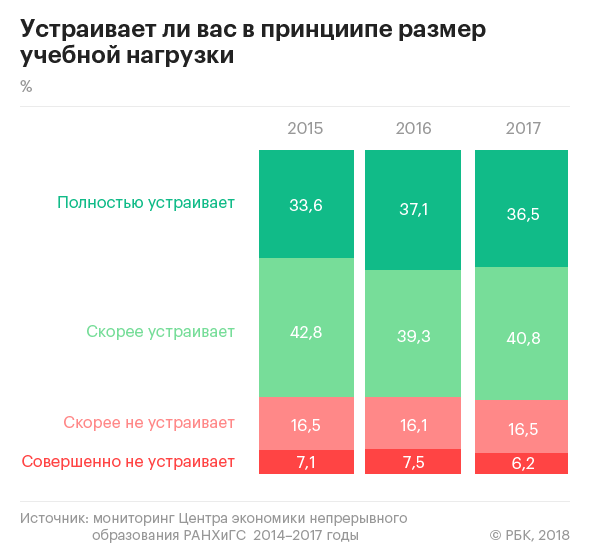 Устраивает ли вас в принциипе размер
учебной нагрузки
%
2015 2016 2017
Полностью устраивает 33,6 37,1 36,5
Скорее устраивает 42,8 39,3 40,8
Скорее не устраивает 16,5 16,1 16,5
Совершенно не устраивает 7,1 7,5 6,2
Источник: мониторинг Центра экономики непрерывного
образования РАНХиГС 2014–2017 годы © РБК, 2018